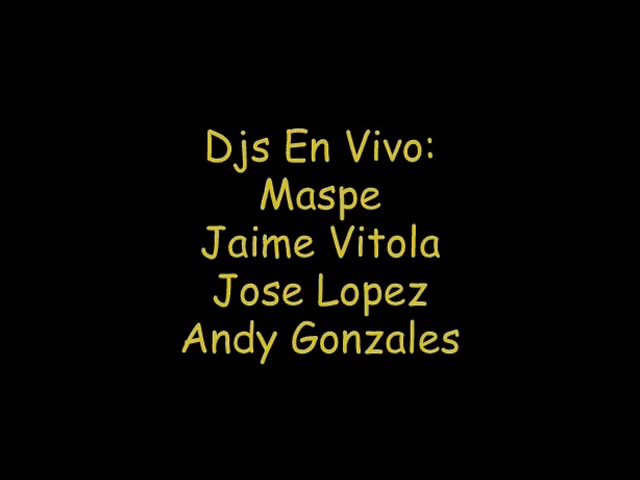 Djs En Vivo:
Maspe
Jaime Vitola
Jose Lopez
Andy Gonzales